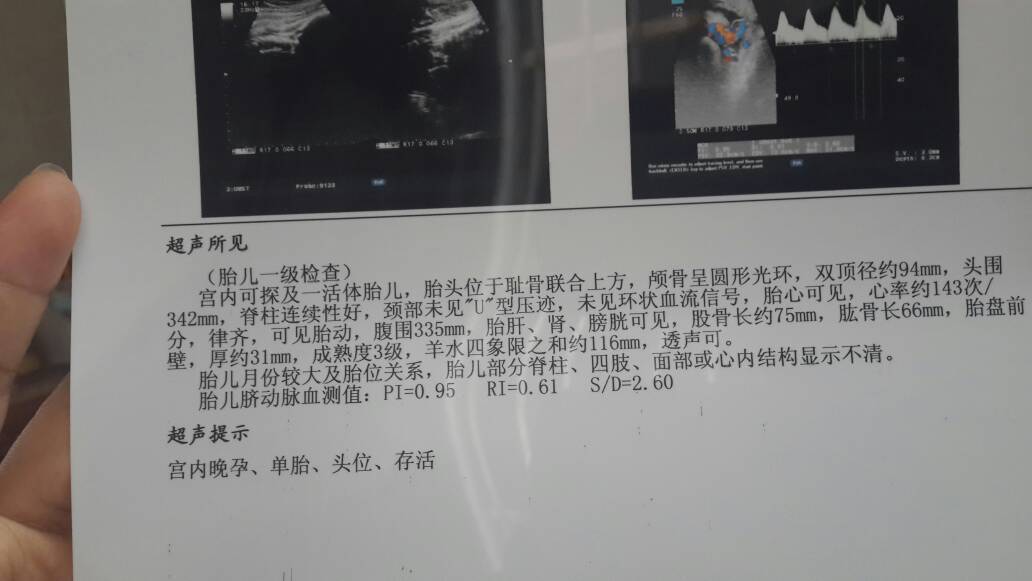 2:OBST
Probe:9133
超声所见
（胎儿一级检查）
宫内可探及一活体胎儿，胎头位于耻骨联合上方，颅骨呈圆形光环，双顶径约94mm，头围
342mm，脊柱连续性好，颈部未见"U"型压迹，未见环状血流信号，胎心可见，心率约143次/
分，律齐，可见胎动，腹围335mm，胎肝、肾、膀胱可见，股骨长约75mm，肱骨长66mm，胎盘前
壁，厚约31mm，成熟度3级，羊水四象限之和约116mm，透声可。
胎儿月份较大及胎位关系，胎儿部分脊柱、四肢、面部或心内结构显示不清。
胎儿脐动脉血测值：PI=0.95 RI=0.61 S/D=2.60
超声提示
宫内晚孕、单胎、头位、存活